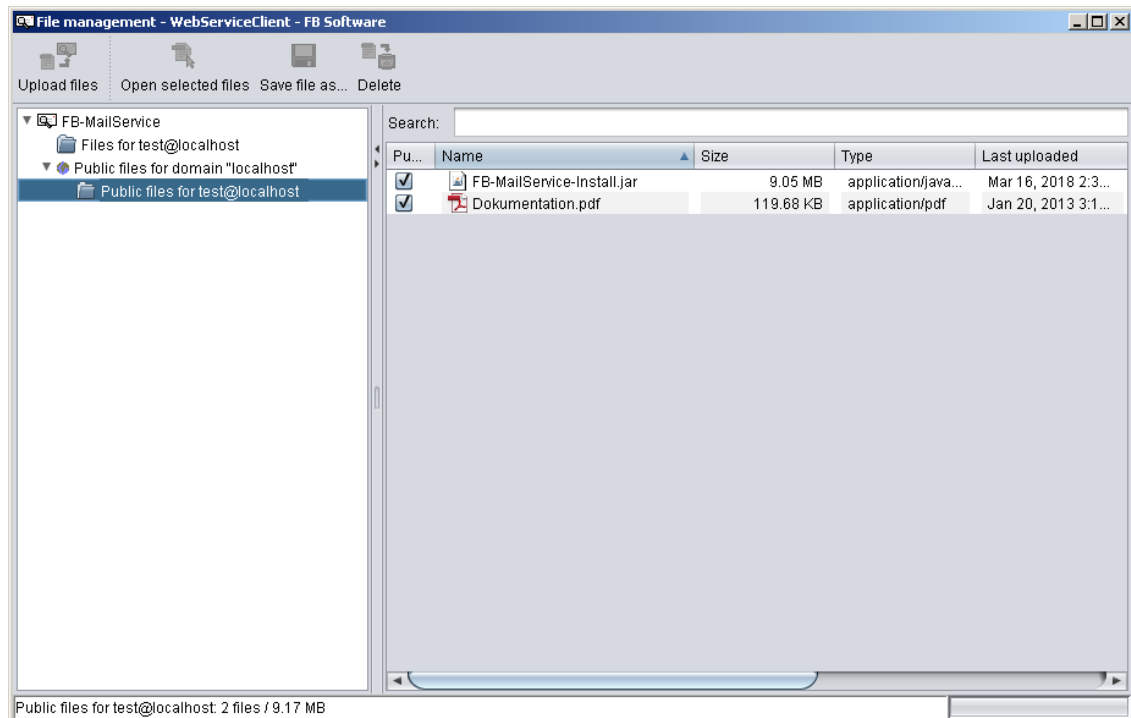 File management - WebServiceClient - FB Software
Upload files Open selected files Save file as... Delete
FB-MailService
Files for test@localhost
Public files for domain "localhost"
Public files for test@localhost
Search:
Pu... Name Size Type Last uploaded
FB-MailService-Install.jar 9.05 MB application/java... Mar 16, 2018 2:3...
Dokumentation.pdf 119.68 KB application/pdf Jan 20, 2013 3:1...
Public files for test@localhost: 2 files / 9.17 MB